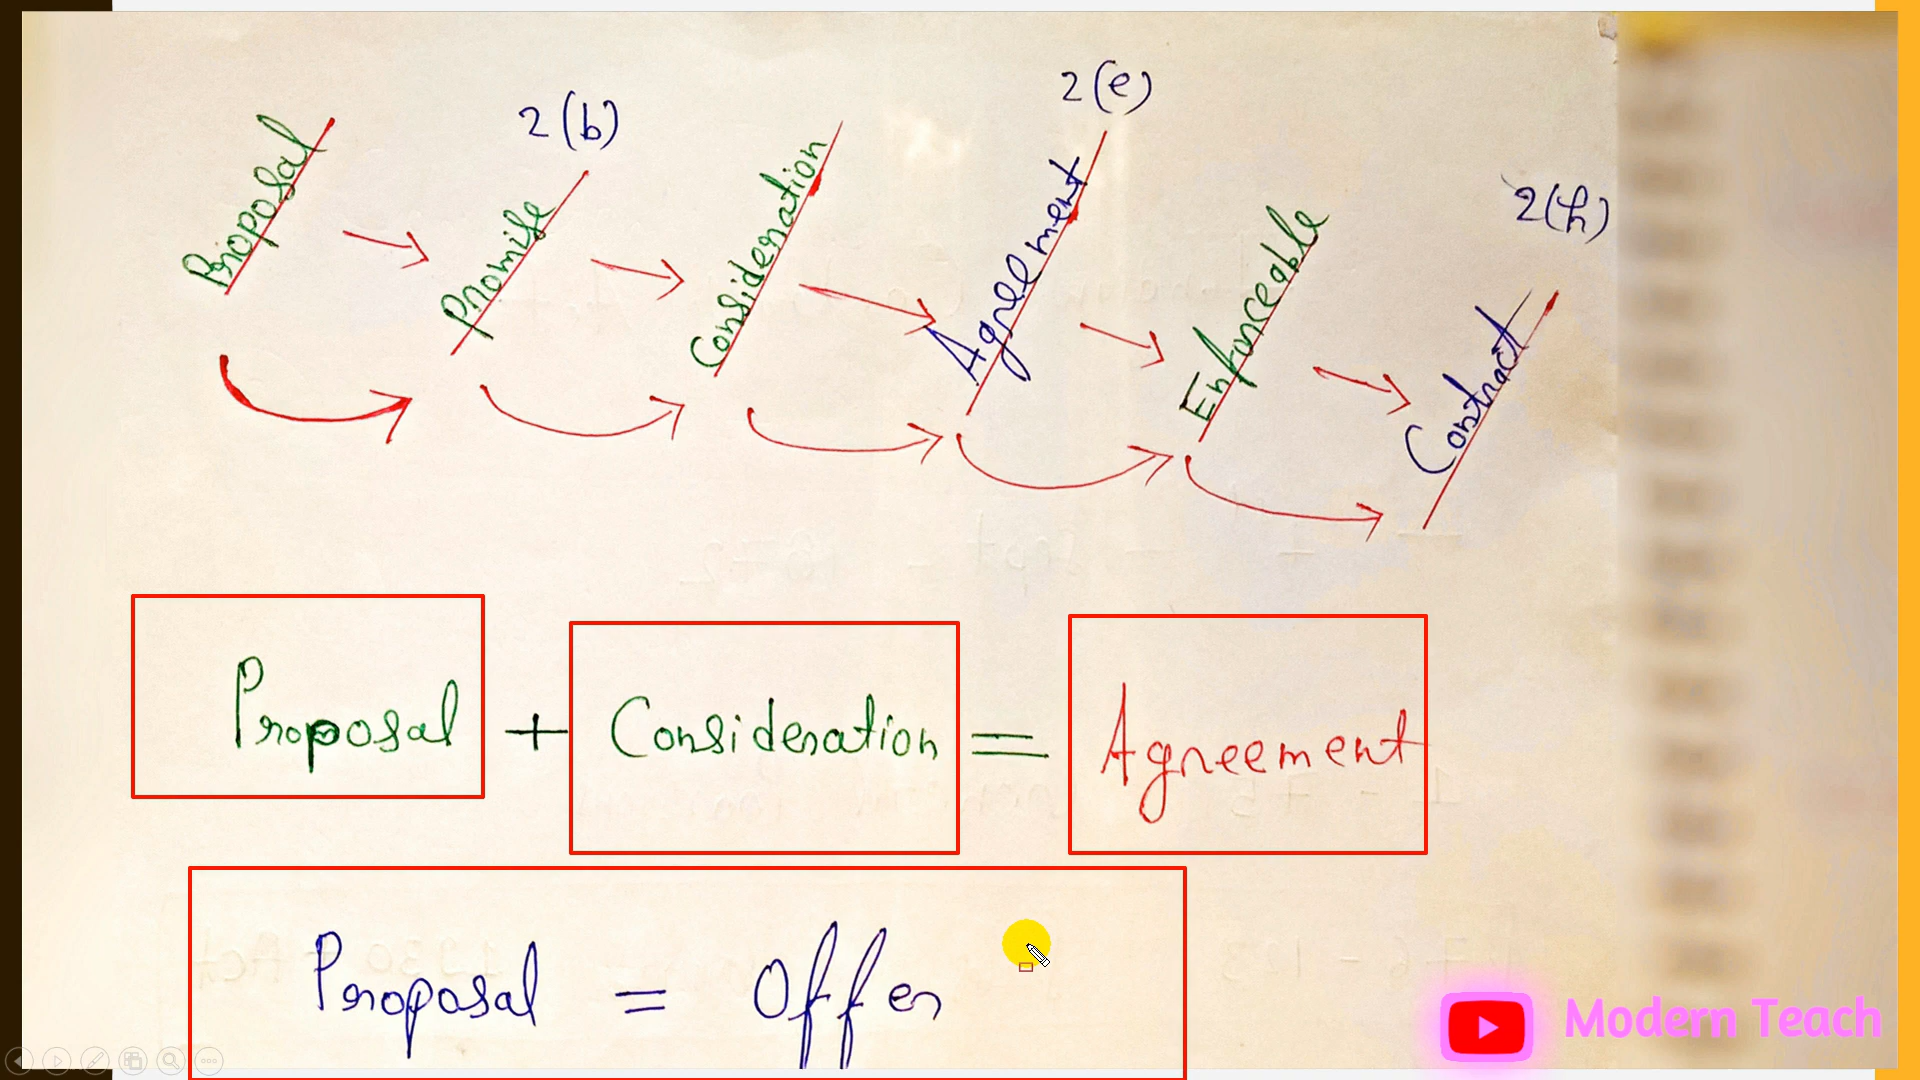 2(b)
2(e)
2(h)
Proposal
Promise
Consideration
Agreement
Enforceable
Contract
Proposal + Consideration = Agreement
Proposal = Offer
Modern Teach